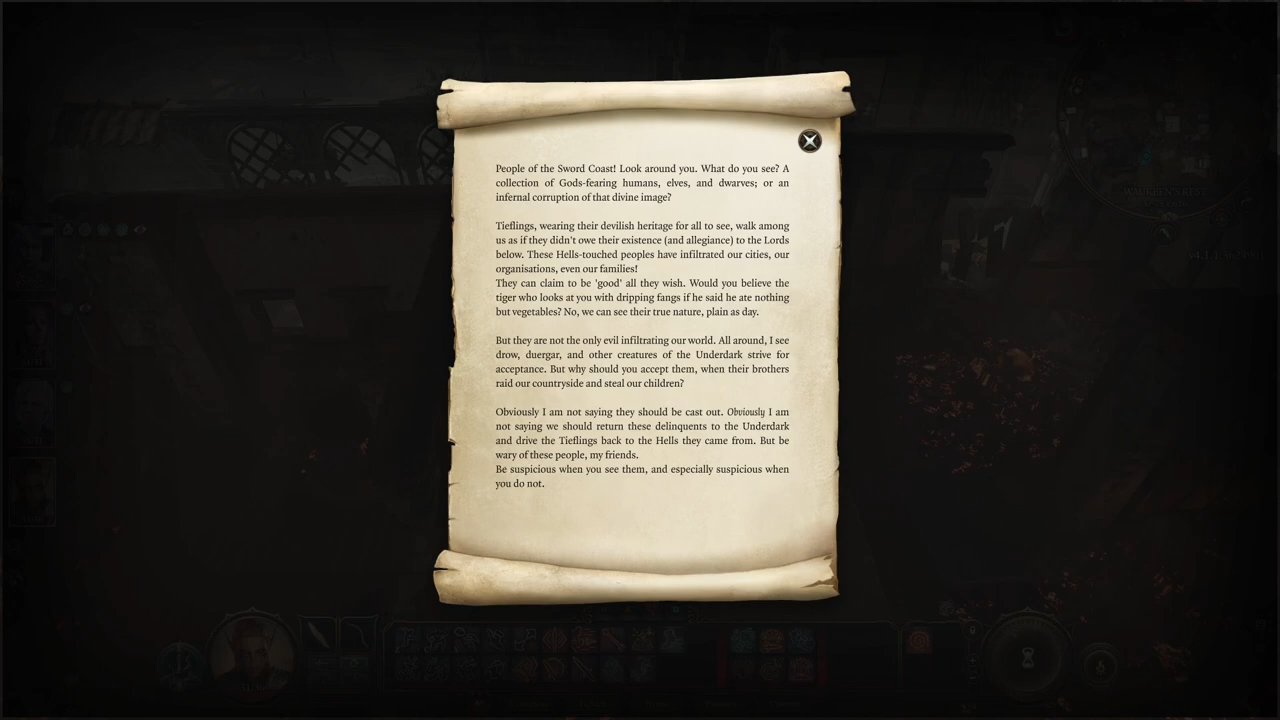 People of the Sword Coast! Look around you. What do you see? A
collection of Gods-fearing humans, elves, and dwarves; or an
infernal corruption of that divine image?
Tieflings, wearing their devilish heritage for all to see, walk among
us as if they didn't owe their existence (and allegiance) to the Lords
below. These Hells-touched peoples have infiltrated our cities, our
organisations, even our families!
They can claim to be 'good' all they wish. Would you believe the
tiger who looks at you with dripping fangs if he said he ate nothing
but vegetables? No, we can see their true nature, plain as day.
But they are not the only evil infiltrating our world. All around, I see
drow, duergar, and other creatures of the Underdark strive for
acceptance. But why should you accept them, when their brothers
raid our countryside and steal our children?
Obviously I am not saying they should be cast out. Obviously I am
not saying we should return these delinquents to the Underdark
and drive the Tieflings back to the Hells they came from. But be
wary of these people, my friends.
Be suspicious when you see them, and especially suspicious when
you do not.
WAUKEEN'S REST